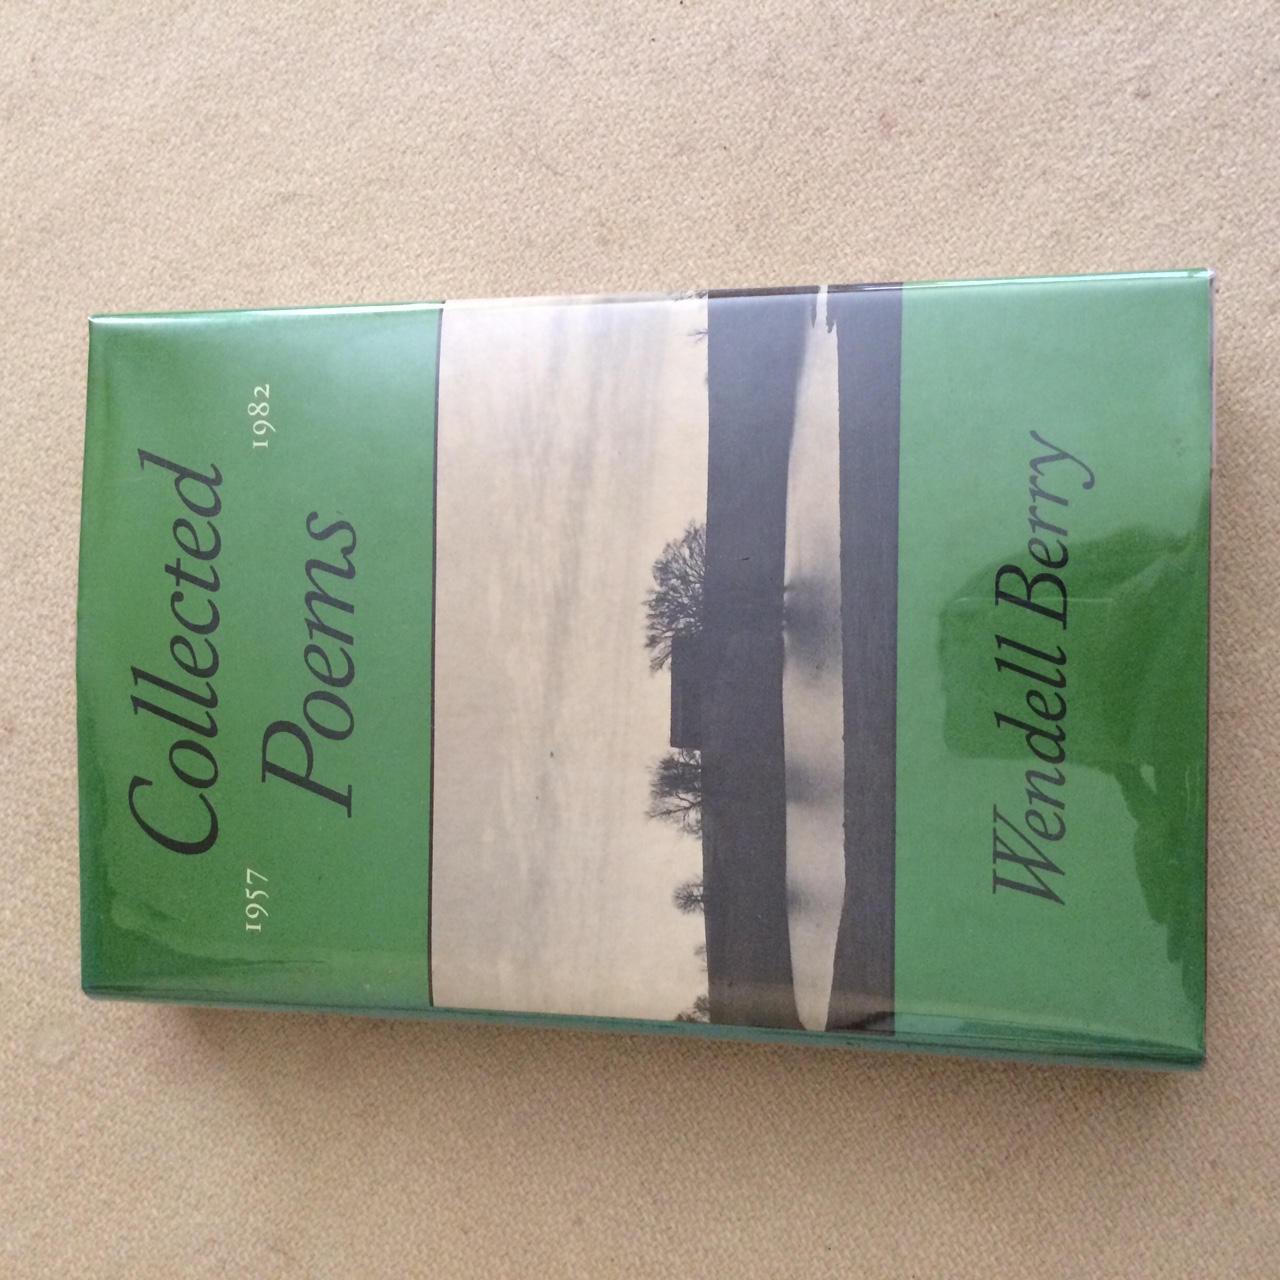 Collected
1957 1982
Poems
Wendell Berry